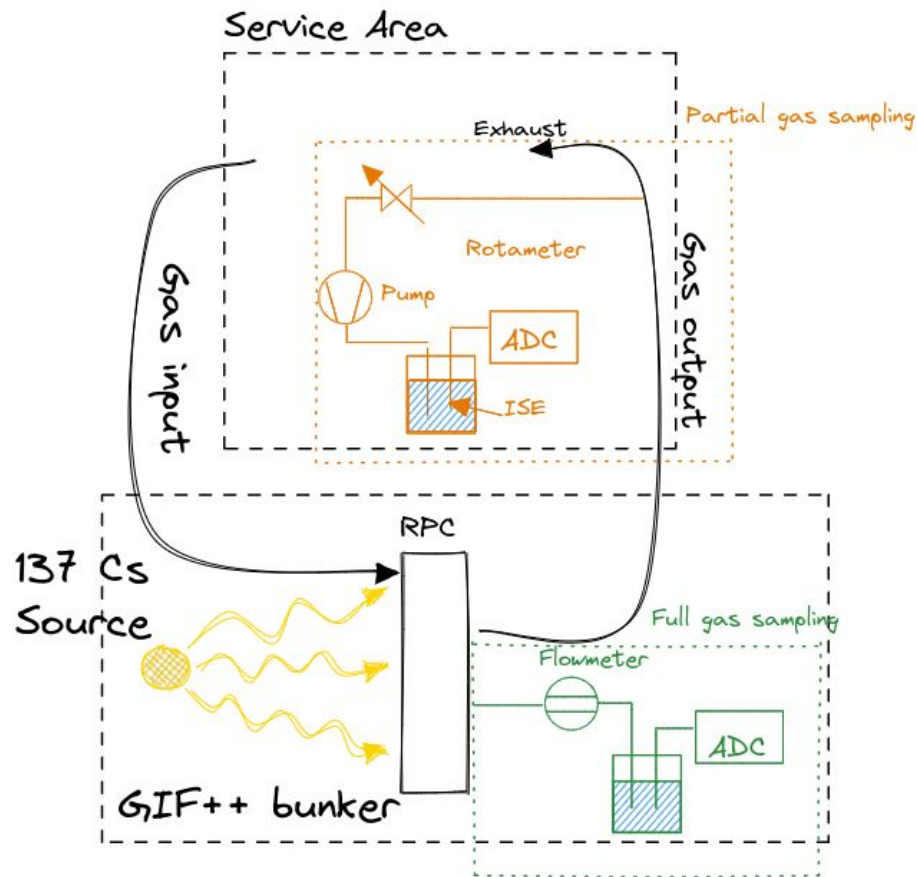 Service Area
Partial gas sampling
Exhaust
Rotameter
Gas input
Gas output
Pump
ADC
ISE
RPC
137 Cs
Source
Full gas sampling
Flowmeter
ADC
GIF++ bunker